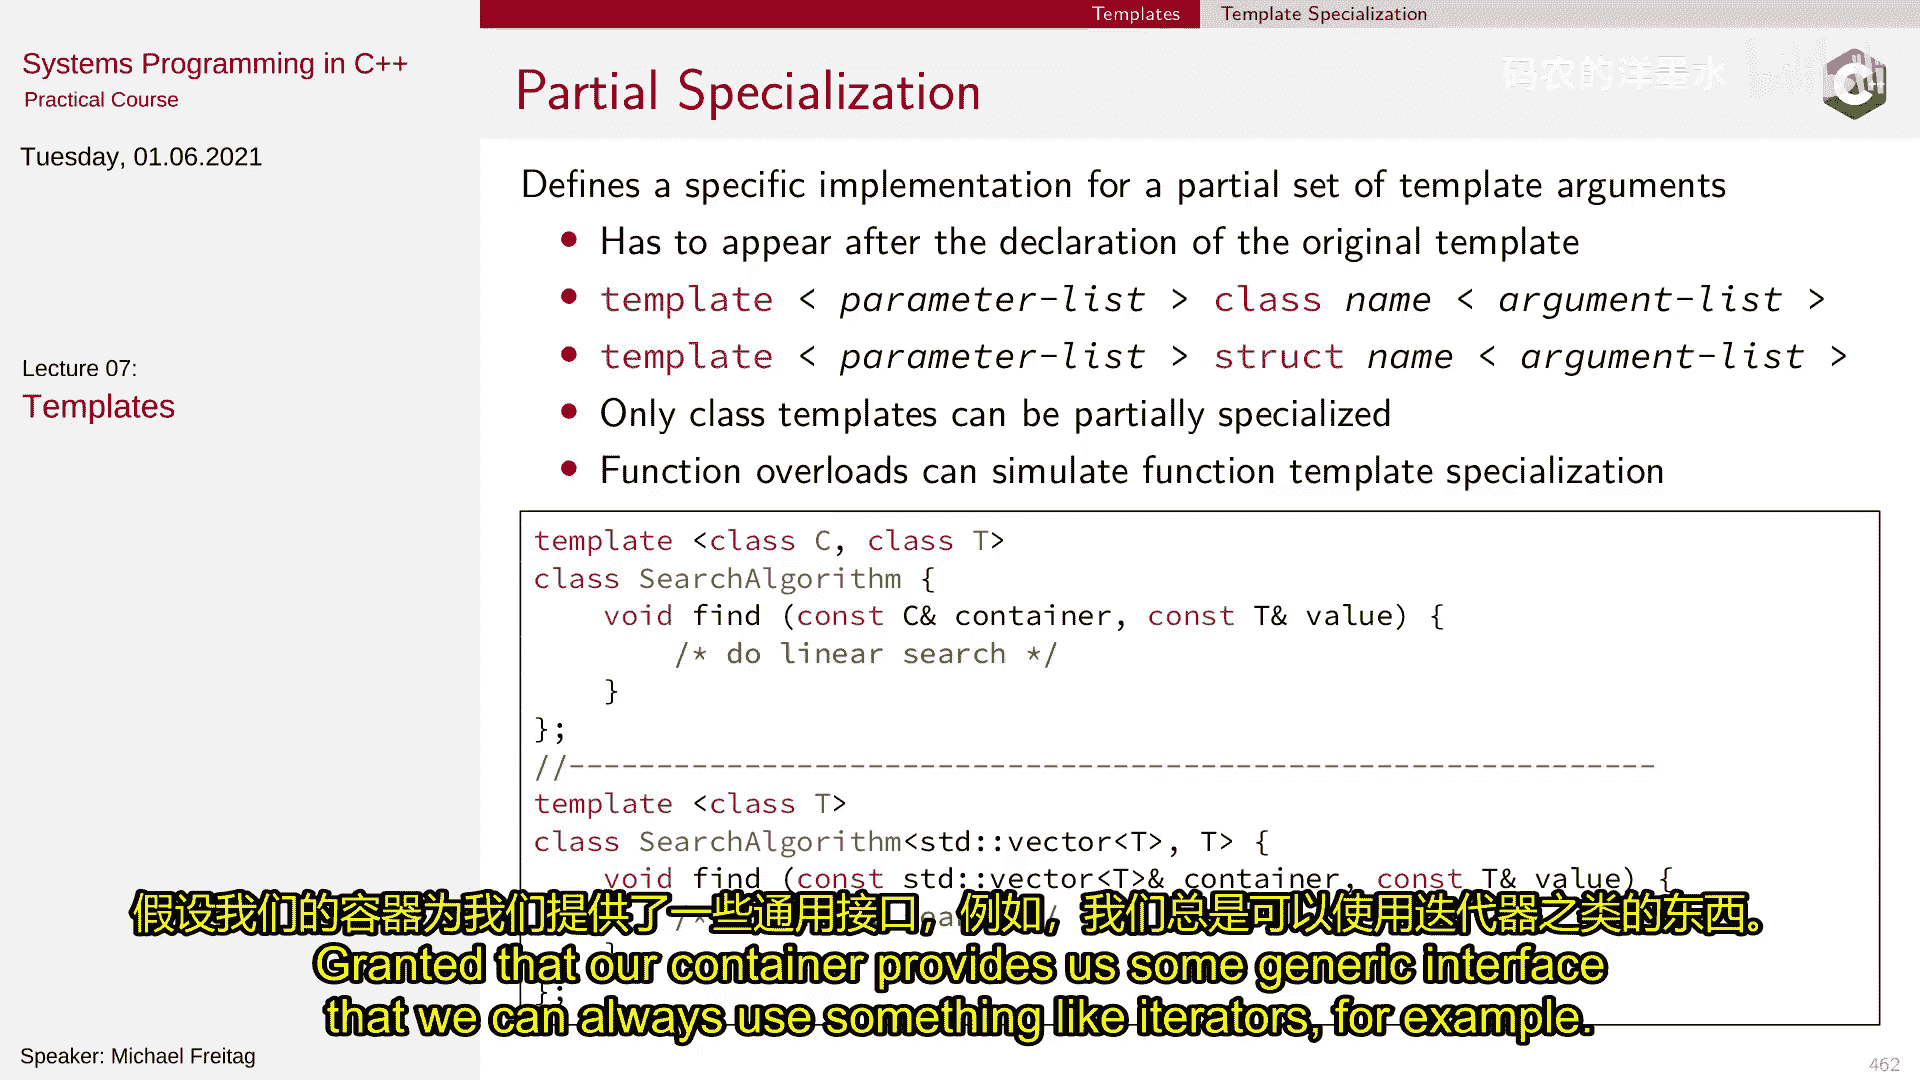 Templates Template Specialization
Systems Programming in C++
Practical Course
Tuesday, 01.06.2021
Lecture 07:
Templates
Speaker: Michael Freitag
Partial Specialization
码农的洋墨水
Defines a specific implementation for a partial set of template arguments
• Has to appear after the declaration of the original template
• template < parameter-list > class name < argument-list >
• template < parameter-list > struct name < argument-list >
• Only class templates can be partially specialized
• Function overloads can simulate function template specialization
template <class C, class T>
class SearchAlgorithm {
void find (const C& container, const T& value) {
/* do linear search */
}
};
//---------------------------------------------------------------
template <class T>
class SearchAlgorithm<std::vector<T>, T> {
void find (const std::vector<T>& container, const T& value) {
};
假设我们的容器为我们提供了一些通用接口，例如，我们总是可以使用迭代器之类的东西。
Granted that our container provides us some generic interface
that we can always use something like iterators, for example.
462